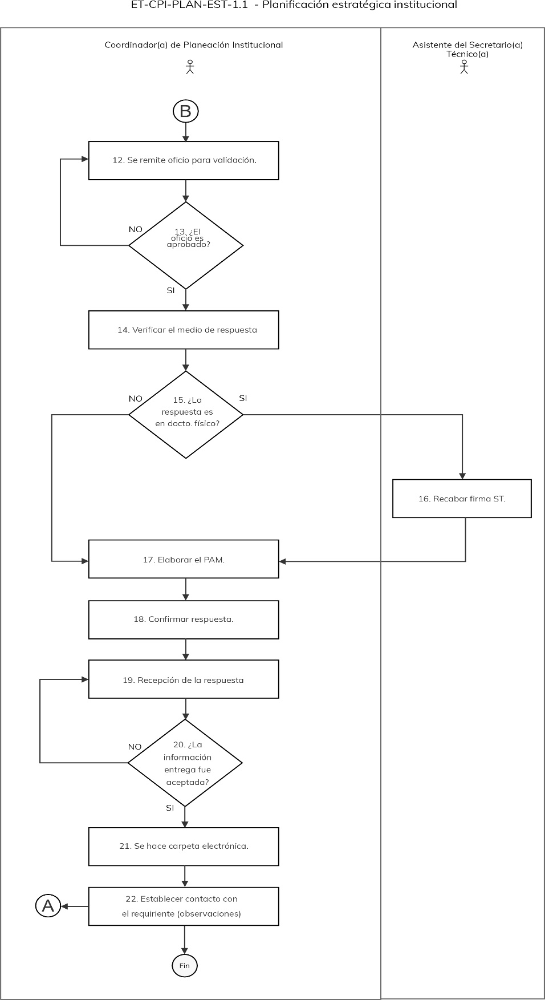 ET-CPI-PLAN-EST-1.1 - Planificación estratégica institucional
Coordinador(a) de Planeación Institucional
Asistente del Secretario(a)
Técnico(a)
B
12. Se remite oficio para validación.
NO
13. ¿El
oficio es
aprobado?
SI
14. Verificar el medio de respuesta
NO
SI
15. ¿La
respuesta es
en docto. físico?
16. Recabar firma ST.
17. Elaborar el PAM.
18. Confirmar respuesta.
19. Recepción de la respuesta
NO
20. ¿La
información
entrega fue
aceptada?
SI
21. Se hace carpeta electrónica.
22. Establecer contacto con
el requiriente (observaciones)
A
Fin